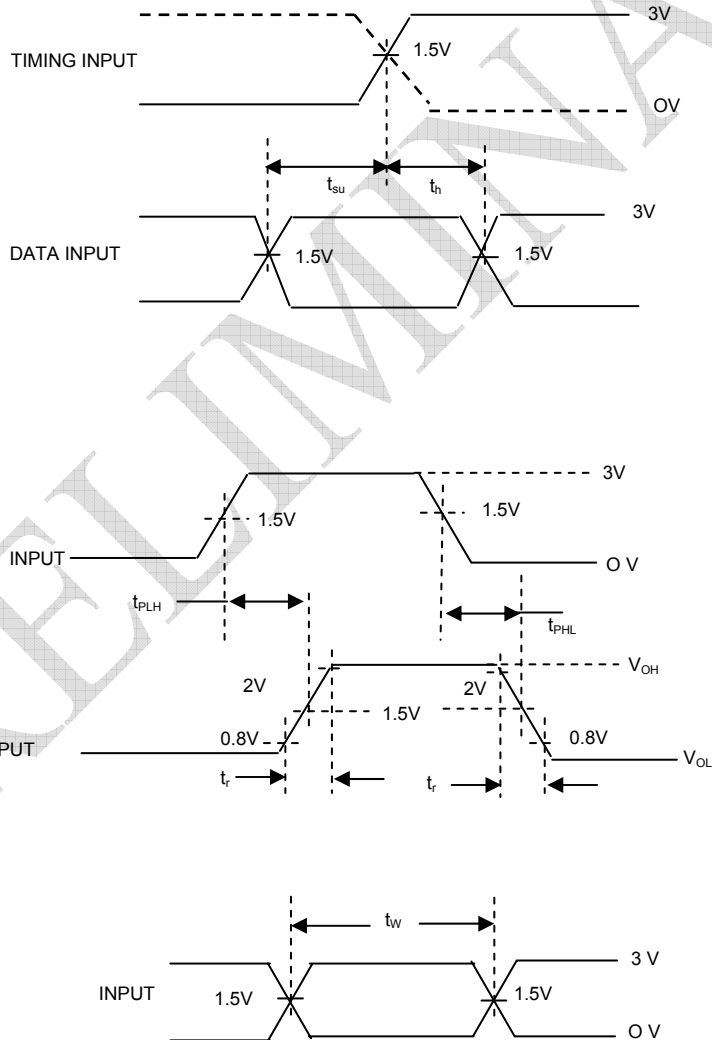 3V
1.5V
TIMING INPUT
OV
tsu
th
3V
DATA INPUT
1.5V
1.5V
3V
1.5V
1.5V
INPUT
O V
tPLH
tPHL
VOH
2V
2V
1.5V
0.8V
0.8V
PUT
VOL
tr
tr
tW
3 V
INPUT
1.5V
1.5V
O V
RELIMINA